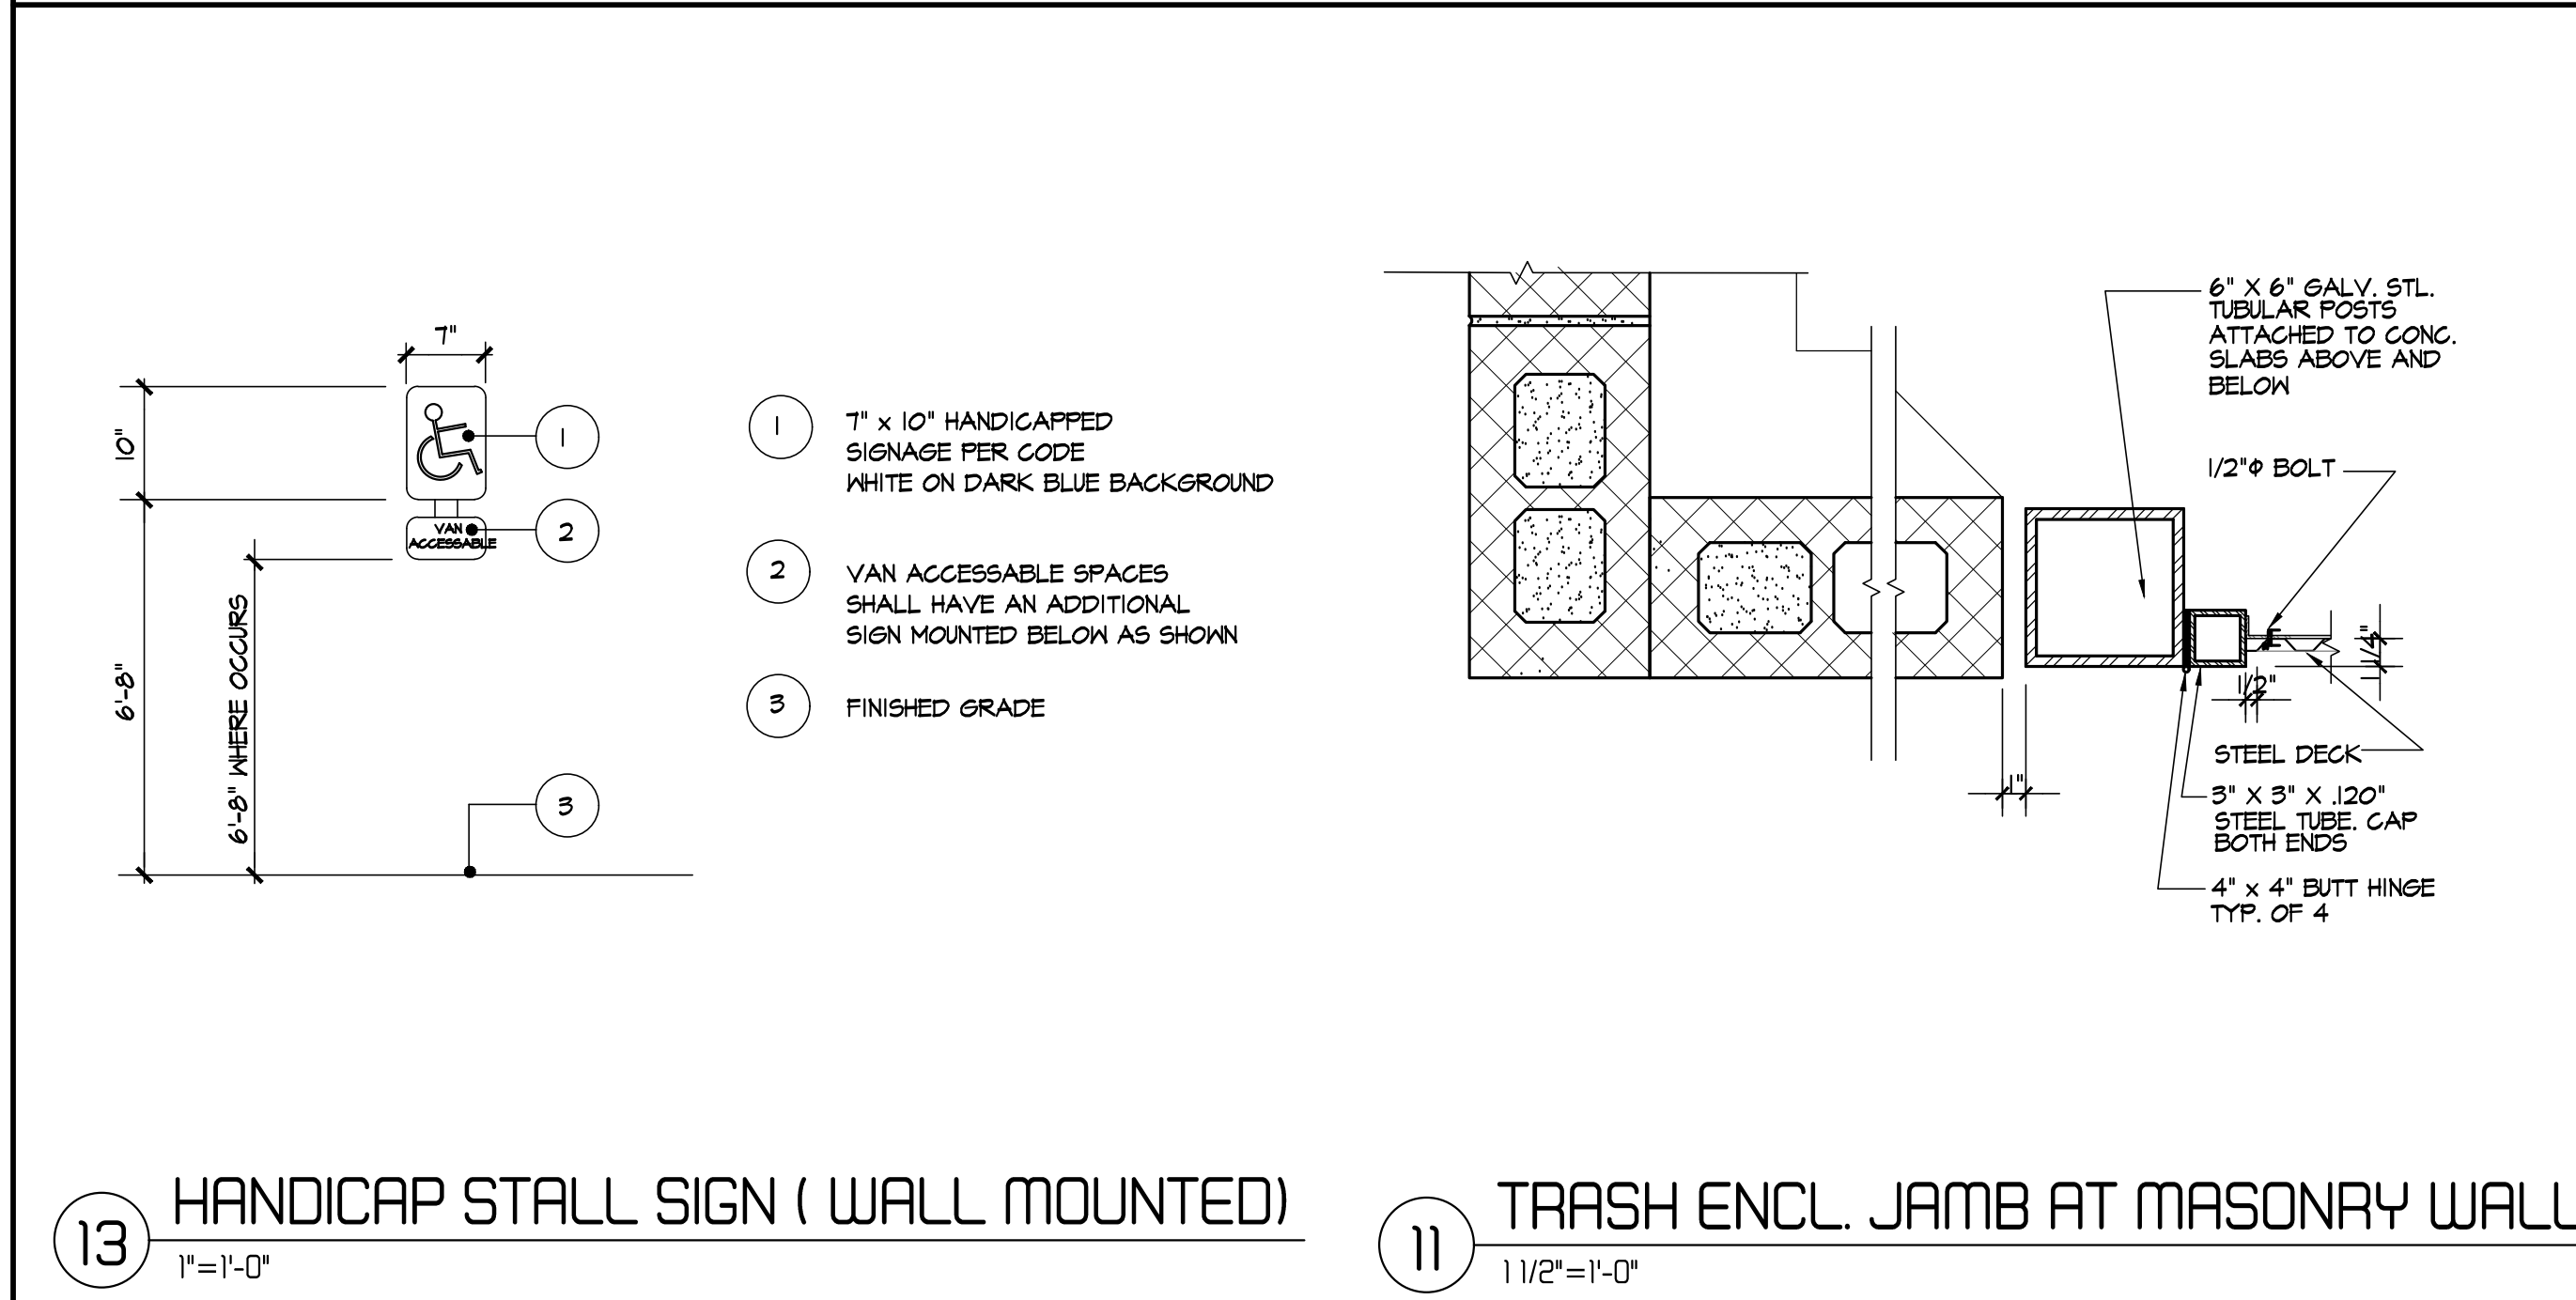 7"
10"
6'-8"
6'-8" WHERE OCCURS
VAN
ACCESSABLE
1
2
3
1
7" x 10" HANDICAPPED
SIGNAGE PER CODE
WHITE ON DARK BLUE BACKGROUND
2
VAN ACCESSABLE SPACES
SHALL HAVE AN ADDITIONAL
SIGN MOUNTED BELOW AS SHOWN
3
FINISHED GRADE
13
HANDICAP STALL SIGN ( WALL MOUNTED)
1"=1'-0"
6" X 6" GALV. STL.
TUBULAR POSTS
ATTACHED TO CONC.
SLABS ABOVE AND
BELOW
1/2"Φ BOLT
1 1/4"
1/2"
1"
STEEL DECK
3" X 3" X .120"
STEEL TUBE. CAP
BOTH ENDS
4" x 4" BUTT HINGE
TYP. OF 4
11
TRASH ENCL. JAMB AT MASONRY WALL
1 1/2"=1'-0"